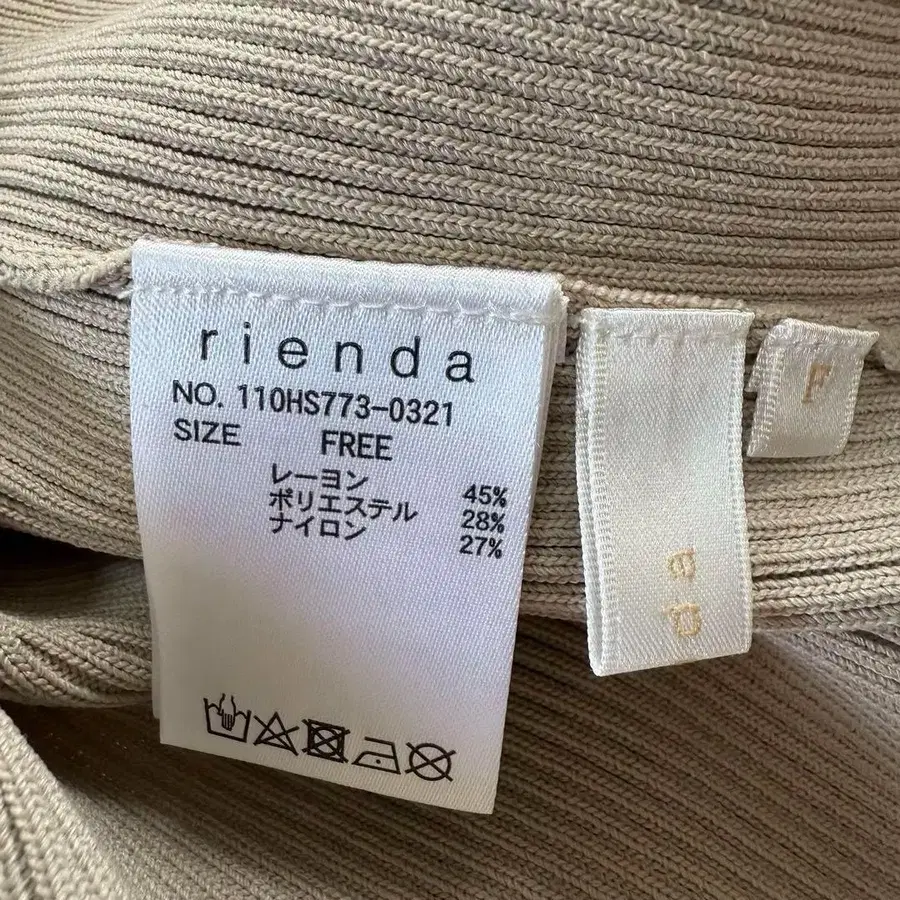 rienda
NO. 110HS773-0321
SIZE FREE
レーヨン 45%
ポリエステル 28%
ナイロン 27%
da
F